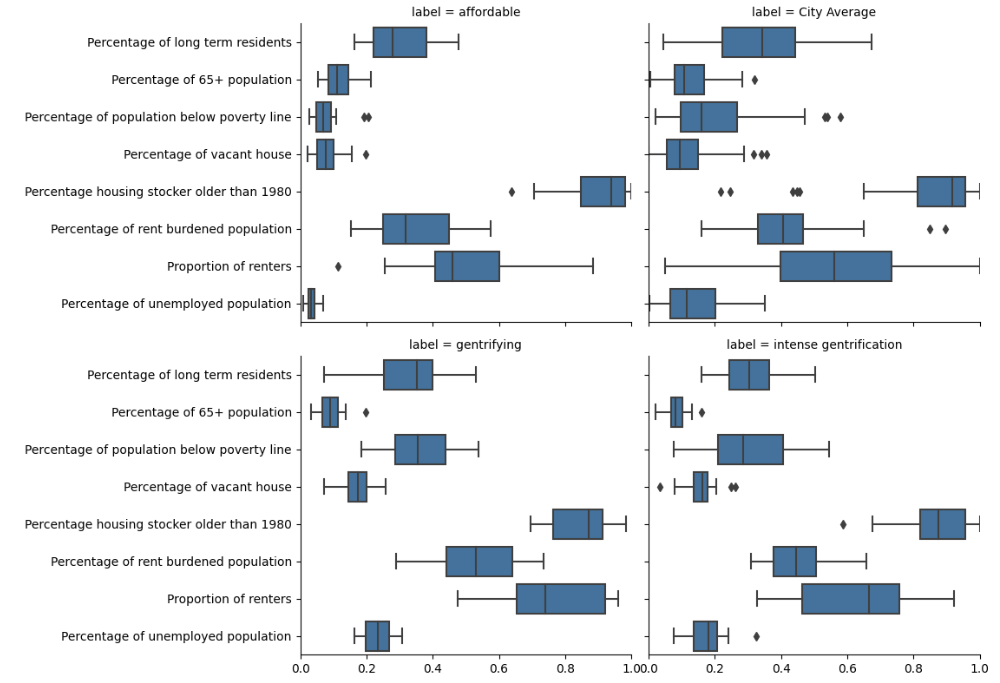 label = affordable
label = City Average
Percentage of long term residents
Percentage of 65+ population
Percentage of population below poverty line
Percentage of vacant house
Percentage housing stocker older than 1980
Percentage of rent burdened population
Proportion of renters
Percentage of unemployed population
label = gentrifying
label = intense gentrification
Percentage of long term residents
Percentage of 65+ population
Percentage of population below poverty line
Percentage of vacant house
Percentage housing stocker older than 1980
Percentage of rent burdened population
Proportion of renters
Percentage of unemployed population
0.0 0.2 0.4 0.6 0.8 1.0 0.0 0.2 0.4 0.6 0.8 1.0